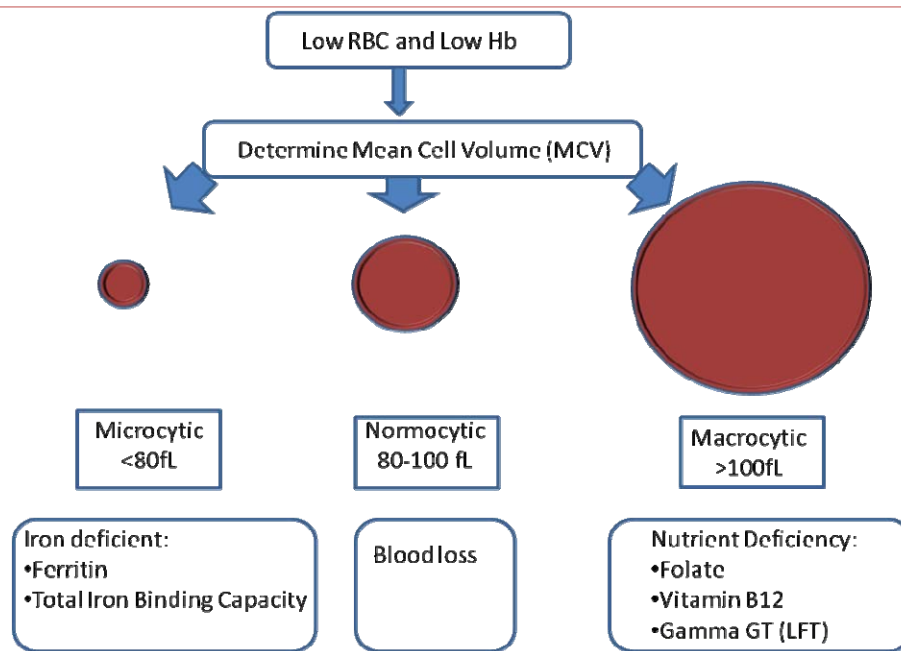 Low RBC and Low Hb
Determine Mean Cell Volume (MCV)
Microcytic
<80fL
Normocytic
80-100 fL
Macrocytic
>100fL
Iron deficient:
•Ferritin
•Total Iron Binding Capacity
Blood loss
Nutrient Deficiency:
•Folate
•Vitamin B12
•Gamma GT (LFT)